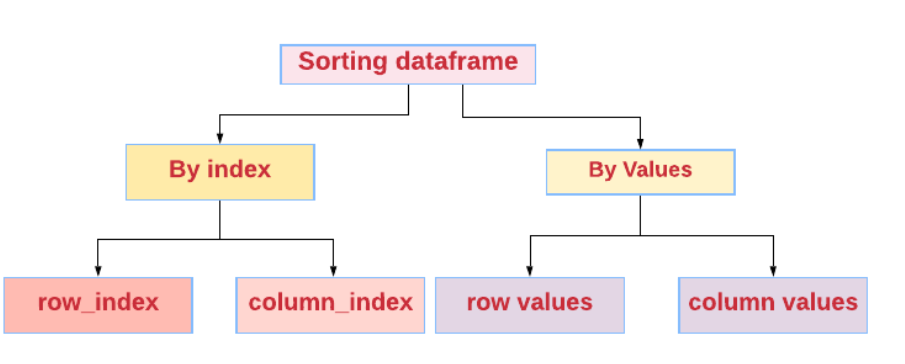 Sorting dataframe
By index
By Values
row_index
column_index
row values
column values